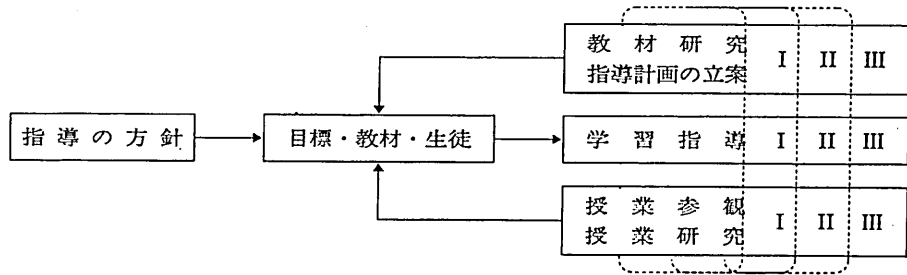 教材研究
指導計画の立案 I II III
指導の方針
目標・教材・生徒
学習指導 I II III
授業参観
授業研究 I II III